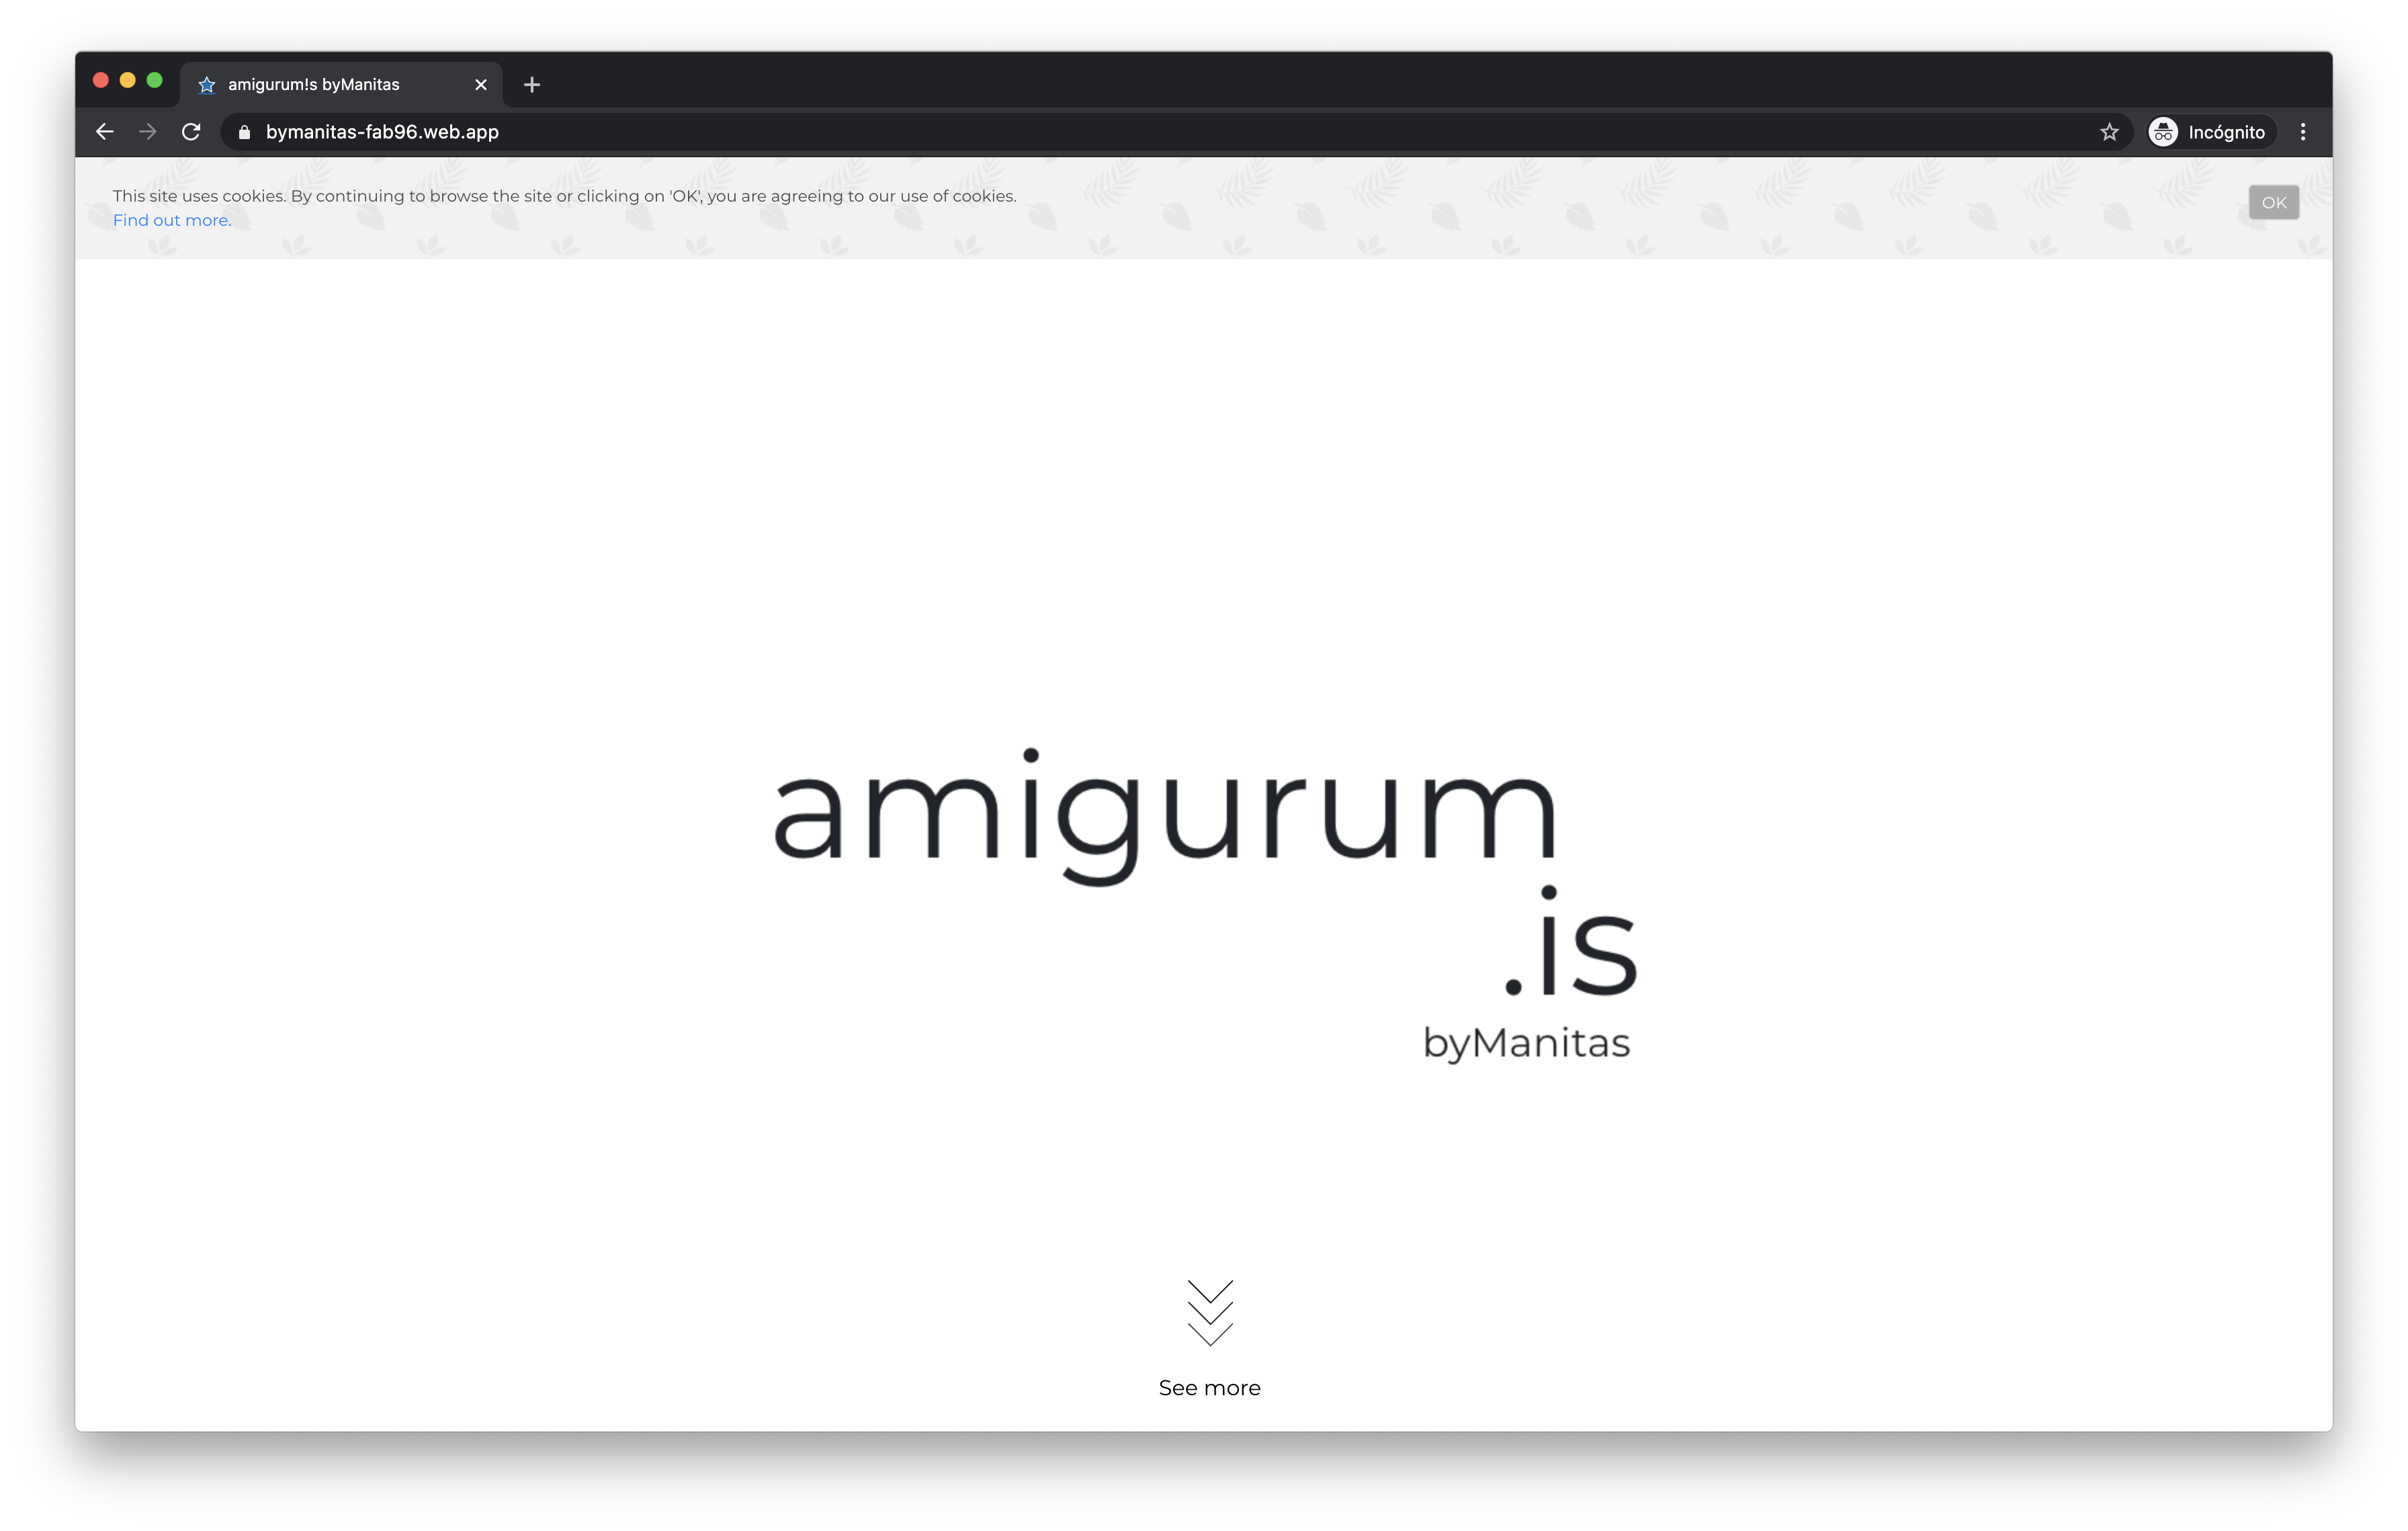 amigurum!s byManitas
bymanitas-fab96.web.app
Incógnito
This site uses cookies. By continuing to browse the site or clicking on 'OK', you are agreeing to our use of cookies.
Find out more.
OK
amigurum
.is
byManitas
See more